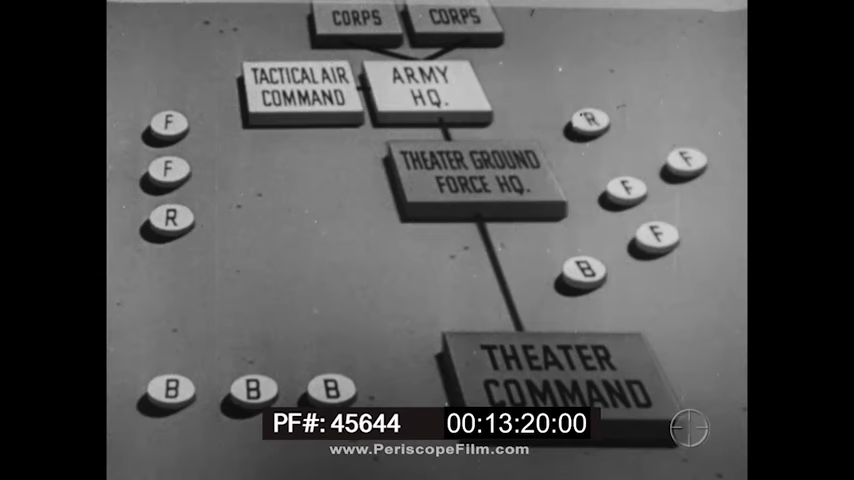 CORPS
CORPS
TACTICAL AIR
COMMAND
ARMY
HQ.
F
R
F
THEATER GROUND
FORCE HQ.
F
F
R
F
B
THEATER
COMMAND
B
B
B
PF#: 45644
00:13:20:00
www.PeriscopeFilm.com